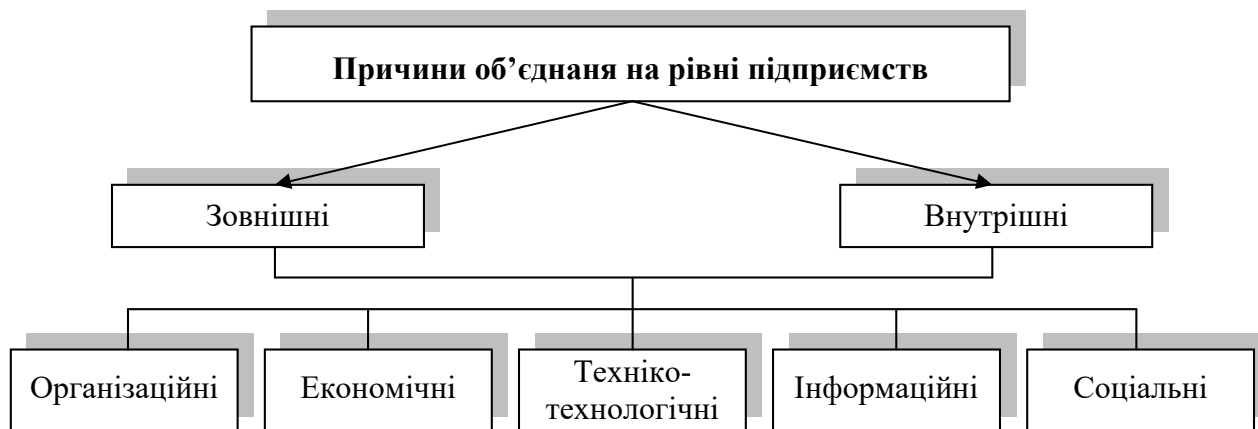 Причини об’єднаня на рівні підприємств
Зовнішні
Внутрішні
Організаційні
Економічні
Техніко-
технологічні
Інформаційні
Соціальні